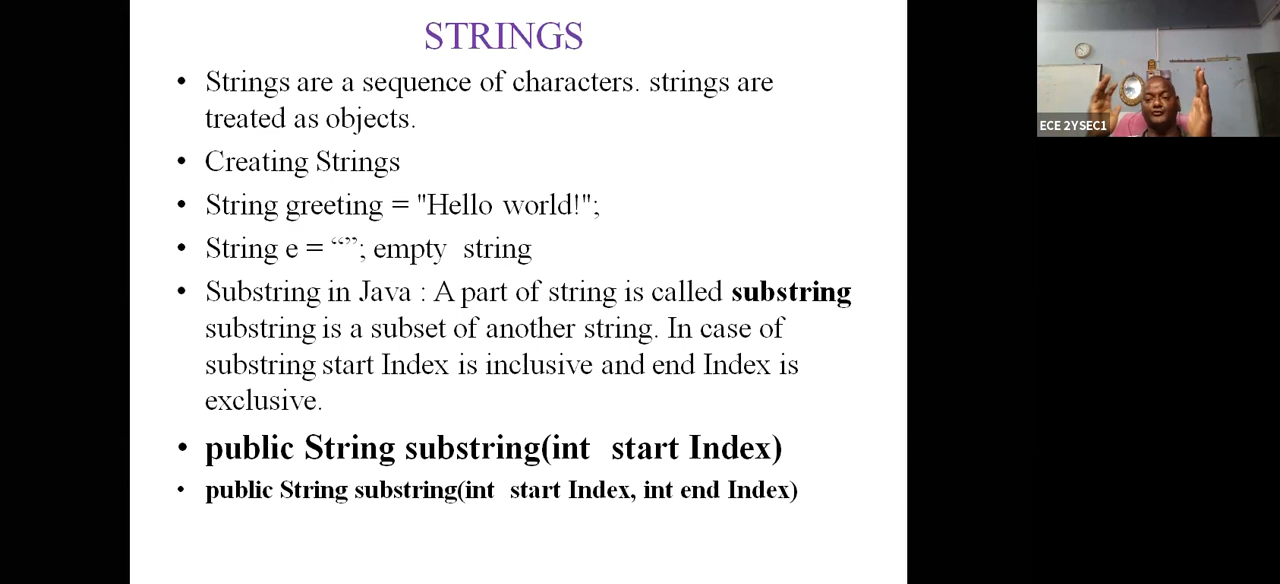 STRINGS
• Strings are a sequence of characters. strings are
treated as objects.
• Creating Strings
• String greeting = "Hello world!";
• String e = “”; empty string
• Substring in Java : A part of string is called substring
substring is a subset of another string. In case of
substring start Index is inclusive and end Index is
exclusive.
• public String substring(int start Index)
• public String substring(int start Index, int end Index)
ECE 2YSEC1